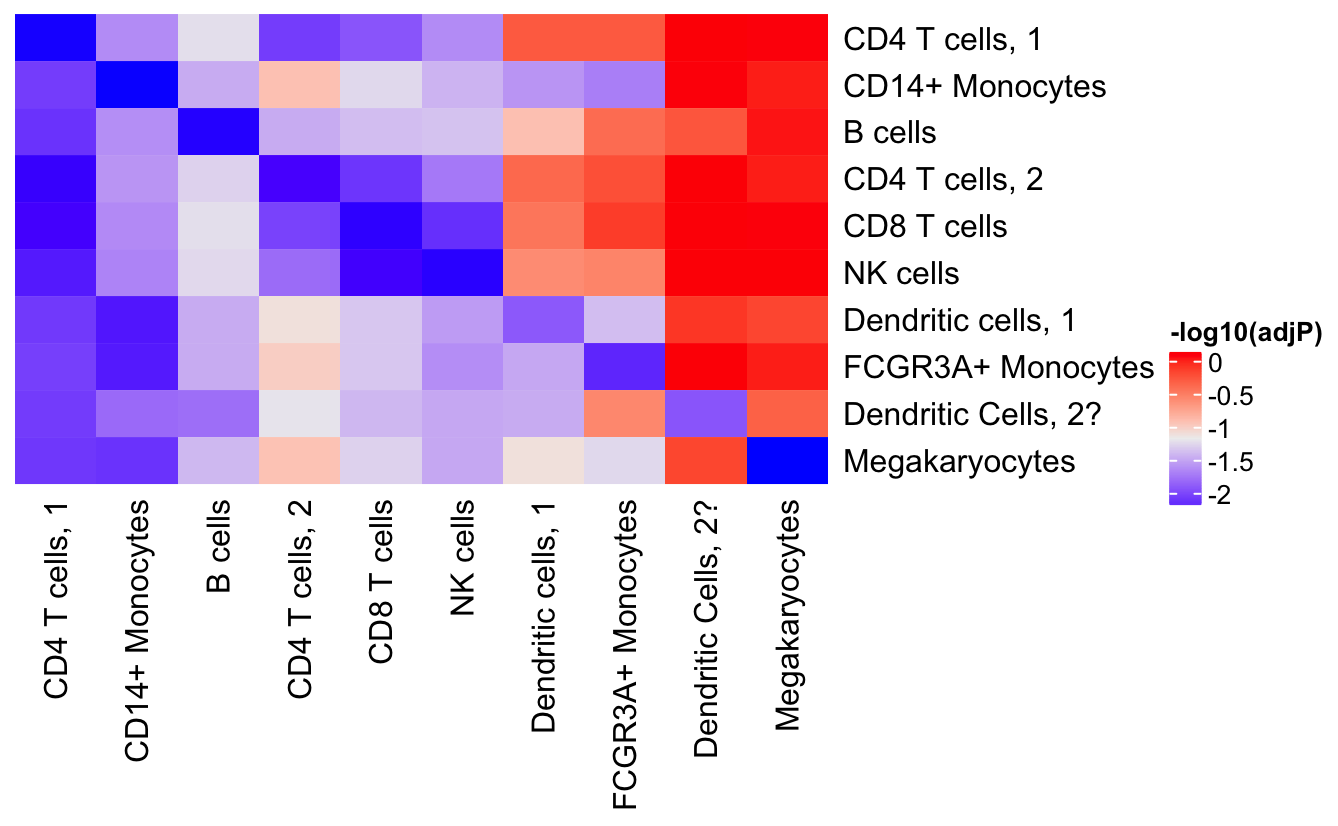 CD4 T cells, 1
CD14+ Monocytes
B cells
CD4 T cells, 2
CD8 T cells
NK cells
Dendritic cells, 1
FCGR3A+ Monocytes
Dendritic Cells, 2?
Megakaryocytes
-log10(adjP)
0
-0.5
-1
-1.5
-2
CD4 T cells, 1
CD14+ Monocytes
B cells
CD4 T cells, 2
CD8 T cells
NK cells
Dendritic cells, 1
FCGR3A+ Monocytes
Dendritic Cells, 2?
Megakaryocytes